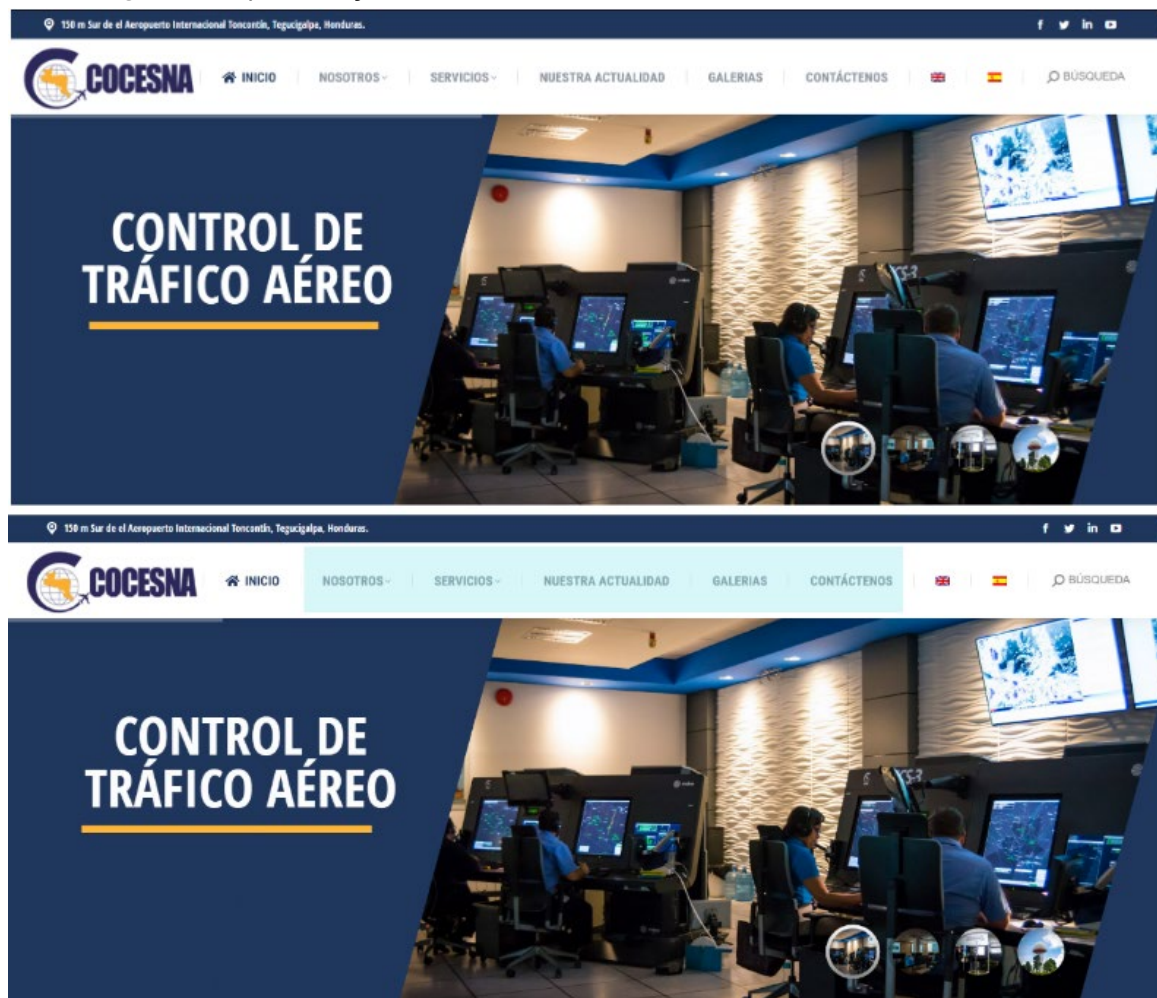 150 m Sur de el Aeropuerto Internacional Toncontín, Tegucigalpa, Honduras.
COCESNA INICIO NOSOTROS SERVICIOS NUESTRA ACTUALIDAD GALERIAS CONTÁCTENOS BÚSQUEDA
CONTROL DE
TRÁFICO AÉREO
150 m Sur de el Aeropuerto Internacional Toncontín, Tegucigalpa, Honduras.
COCESNA INICIO NOSOTROS SERVICIOS NUESTRA ACTUALIDAD GALERIAS CONTÁCTENOS BÚSQUEDA
CONTROL DE
TRÁFICO AÉREO